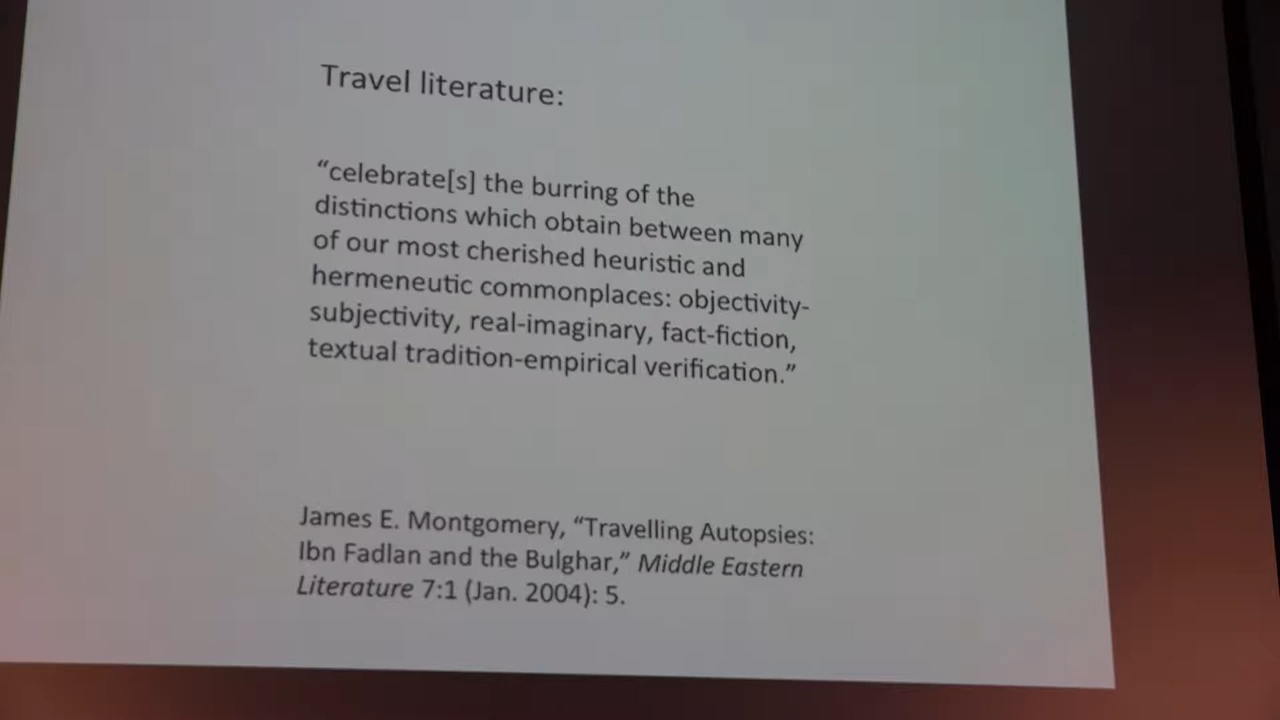 Travel literature:
“celebrate[s] the burring of the
distinctions which obtain between many
of our most cherished heuristic and
hermeneutic commonplaces: objectivity-
subjectivity, real-imaginary, fact-fiction,
textual tradition-empirical verification.”
James E. Montgomery, “Travelling Autopsies:
Ibn Fadlan and the Bulghar,” Middle Eastern
Literature 7:1 (Jan. 2004): 5.